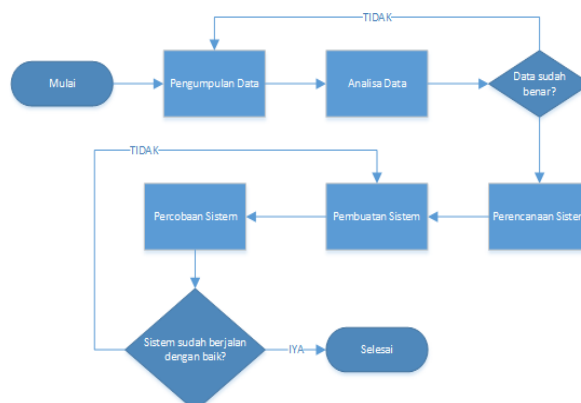 TIDAK
Mulai
Pengumpulan Data
Analisa Data
Data sudah
benar?
TIDAK
Percobaan Sistem
Pembuatan Sistem
Perencanaan Sistem
Sistem sudah berjalan
dengan baik?
IYA
Selesai